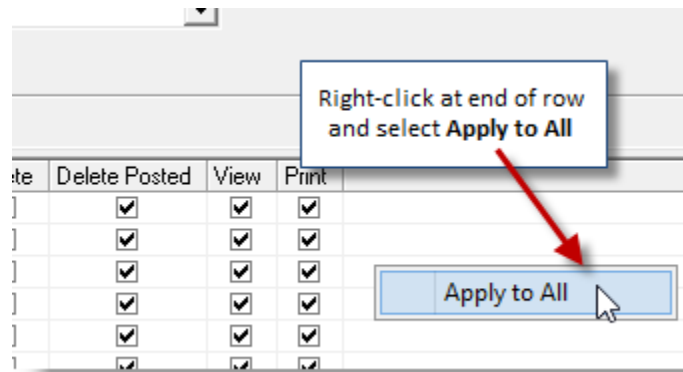 Right-click at end of row
and select Apply to All
te Delete Posted View Print
Apply to All